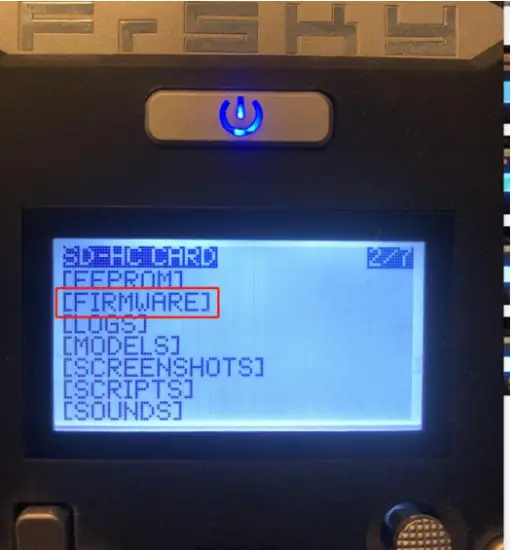 FrSky
SD-HC CARD 2/7
[EEPROM]
[FIRMWARE]
[LOGS]
[MODELS]
[SCREENSHOTS]
[SCRIPTS]
[SOUNDS]